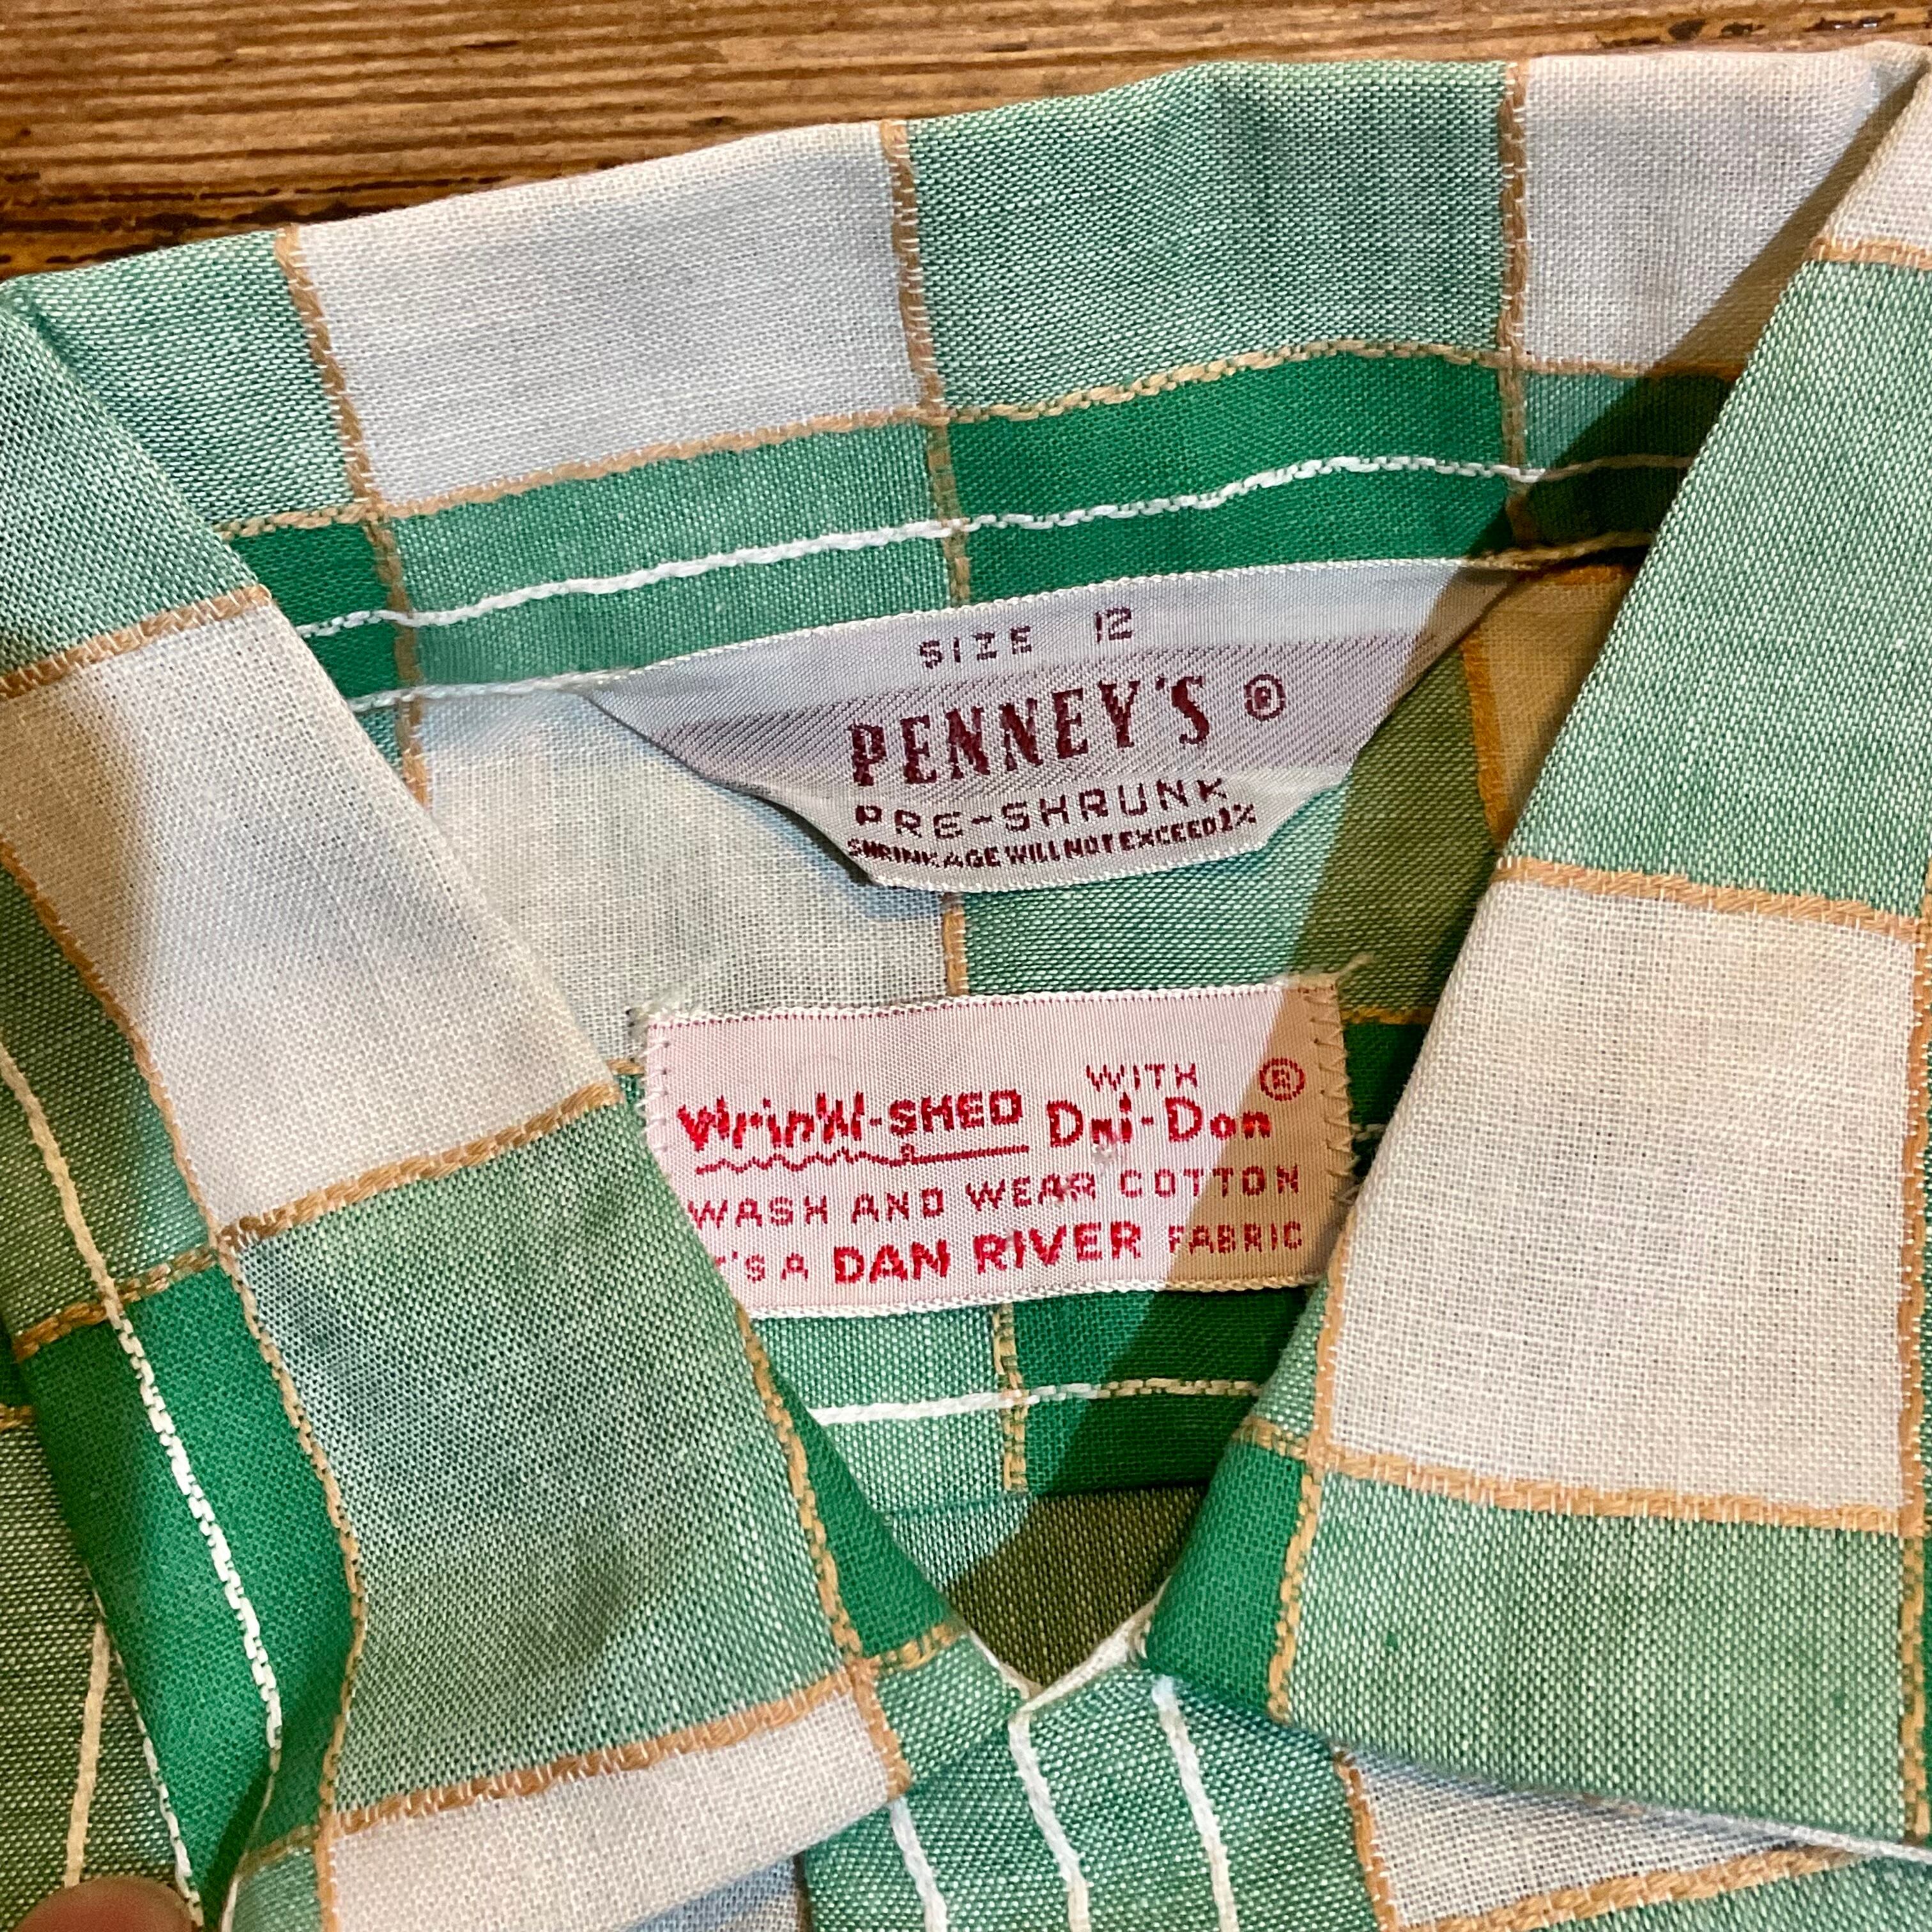 SIZE 12
PENNEY'S ®
PRE-SHRUNK
SHRINKAGE WILL NOT EXCEED 1%
WITH ®
Wrinkl-SHED Dri-Don
WASH AND WEAR COTTON
'S A DAN RIVER FABRIC